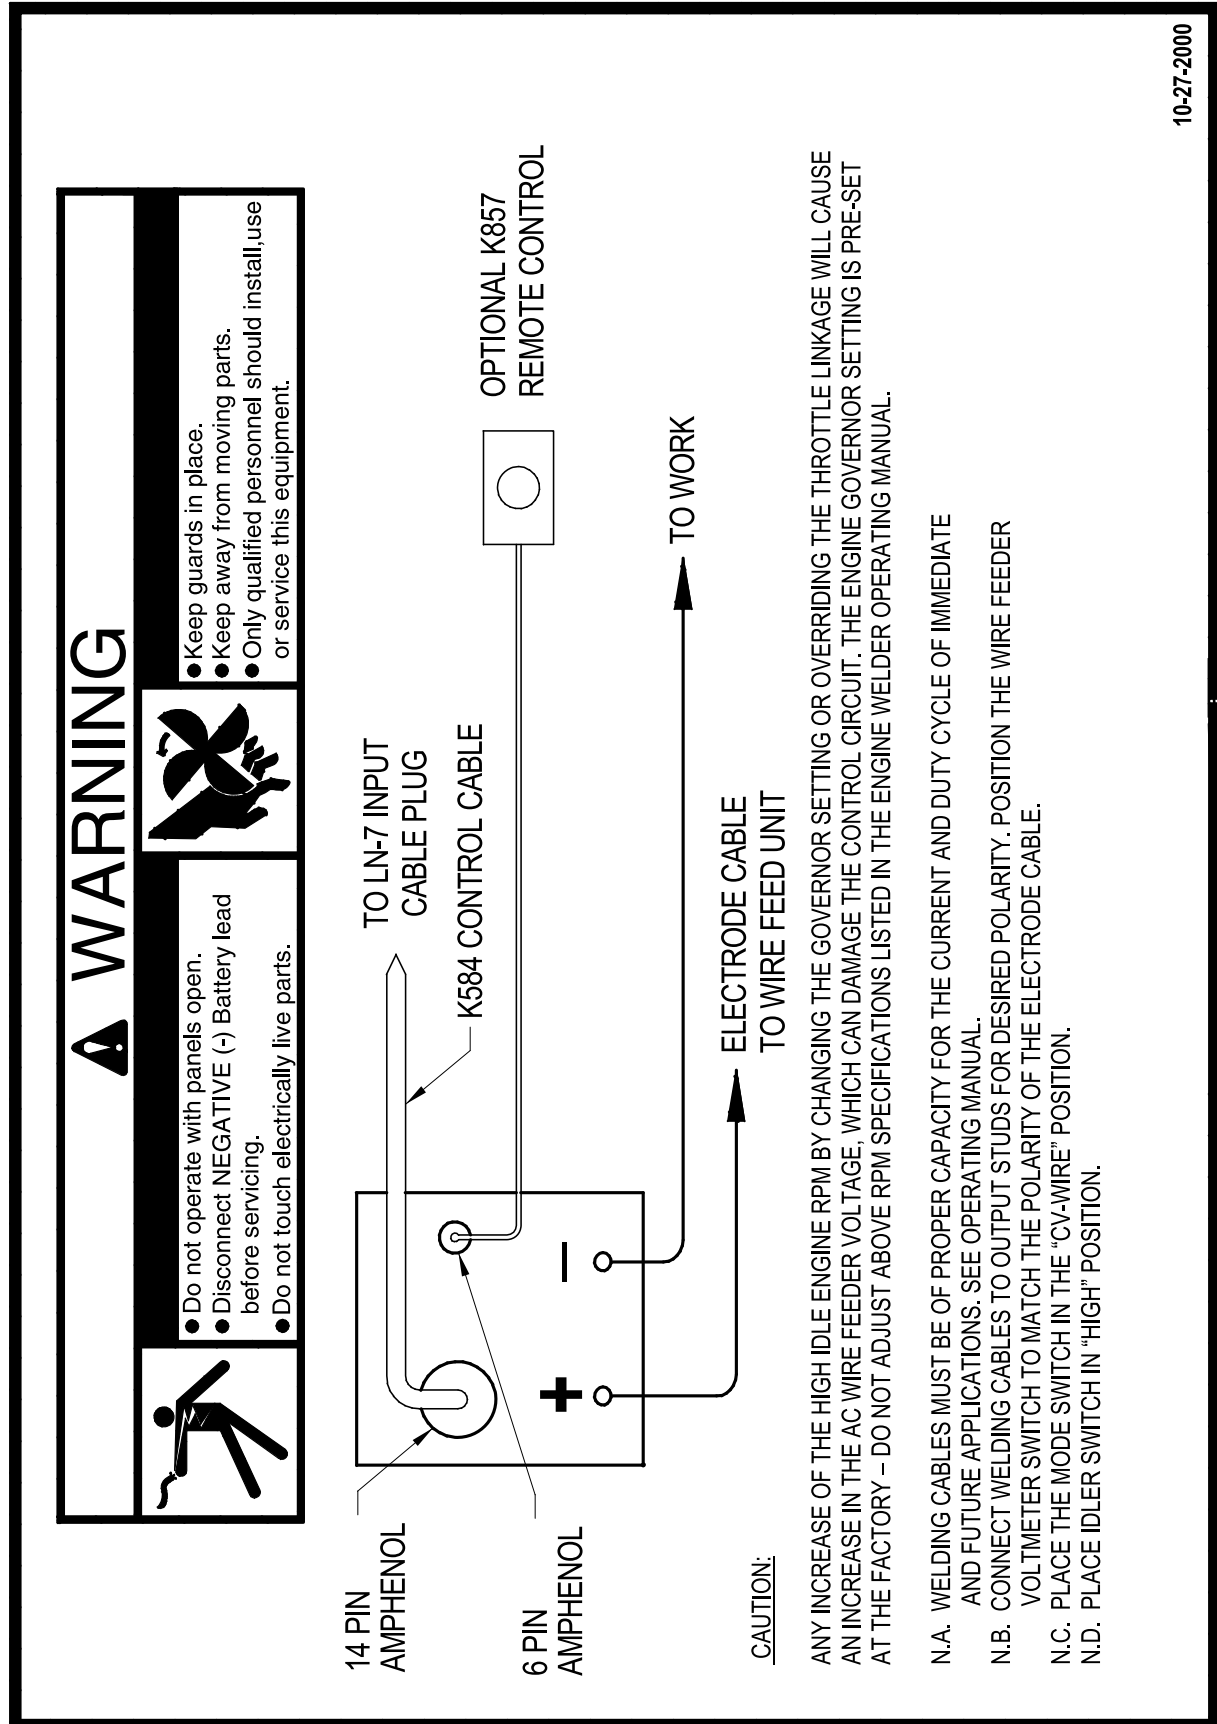 WARNING
● Do not operate with panels open.
● Disconnect NEGATIVE (-) Battery lead
before servicing.
● Do not touch electrically live parts.
● Keep guards in place.
● Keep away from moving parts.
● Only qualified personnel should install,use
or service this equipment.
14 PIN
AMPHENOL
6 PIN
AMPHENOL
TO LN-7 INPUT
CABLE PLUG
K584 CONTROL CABLE
OPTIONAL K857
REMOTE CONTROL
+
–
TO WORK
ELECTRODE CABLE
TO WIRE FEED UNIT
CAUTION:
ANY INCREASE OF THE HIGH IDLE ENGINE RPM BY CHANGING THE GOVERNOR SETTING OR OVERRIDING THE THROTTLE LINKAGE WILL CAUSE
AN INCREASE IN THE AC WIRE FEEDER VOLTAGE, WHICH CAN DAMAGE THE CONTROL CIRCUIT. THE ENGINE GOVERNOR SETTING IS PRE-SET
AT THE FACTORY – DO NOT ADJUST ABOVE RPM SPECIFICATIONS LISTED IN THE ENGINE WELDER OPERATING MANUAL.
N.A. WELDING CABLES MUST BE OF PROPER CAPACITY FOR THE CURRENT AND DUTY CYCLE OF IMMEDIATE
AND FUTURE APPLICATIONS. SEE OPERATING MANUAL.
N.B. CONNECT WELDING CABLES TO OUTPUT STUDS FOR DESIRED POLARITY. POSITION THE WIRE FEEDER
VOLTMETER SWITCH TO MATCH THE POLARITY OF THE ELECTRODE CABLE.
N.C. PLACE THE MODE SWITCH IN THE “CV-WIRE” POSITION.
N.D. PLACE IDLER SWITCH IN “HIGH” POSITION.
10-27-2000